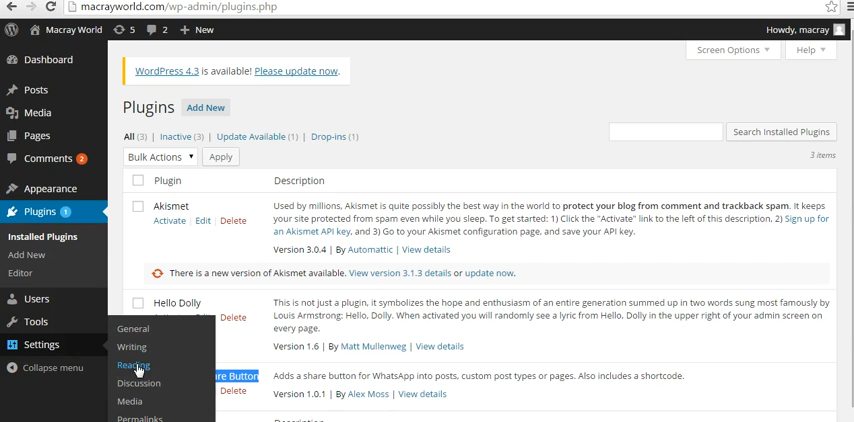 macrayworld.com/wp-admin/plugins.php
Macray World 5 2 + New Howdy, macray
Screen Options Help
Dashboard
Posts
Media
Pages
Comments 2
Appearance
Plugins 1
Installed Plugins
Add New
Editor
Users
Tools
Settings
Collapse menu
General
Writing
Reading
Discussion
Media
Permalinks
WordPress 4.3 is available! Please update now.
Plugins Add New
All (3) | Inactive (3) | Update Available (1) | Drop-ins (1)
Search Installed Plugins
Bulk Actions Apply
3 items
Plugin Description
Akismet
Activate | Edit | Delete
Used by millions, Akismet is quite possibly the best way in the world to protect your blog from comment and trackback spam. It keeps
your site protected from spam even while you sleep. To get started: 1) Click the "Activate" link to the left of this description, 2) Sign up for
an Akismet API key, and 3) Go to your Akismet configuration page, and save your API key.
Version 3.0.4 | By Automattic | View details
There is a new version of Akismet available. View version 3.1.3 details or update now.
Hello Dolly
Delete
This is not just a plugin, it symbolizes the hope and enthusiasm of an entire generation summed up in two words sung most famously by
Louis Armstrong: Hello, Dolly. When activated you will randomly see a lyric from Hello, Dolly in the upper right of your admin screen on
every page.
Version 1.6 | By Matt Mullenweg | View details
re Button
Delete
Adds a share button for WhatsApp into posts, custom post types or pages. Also includes a shortcode.
Version 1.0.1 | By Alex Moss | View details